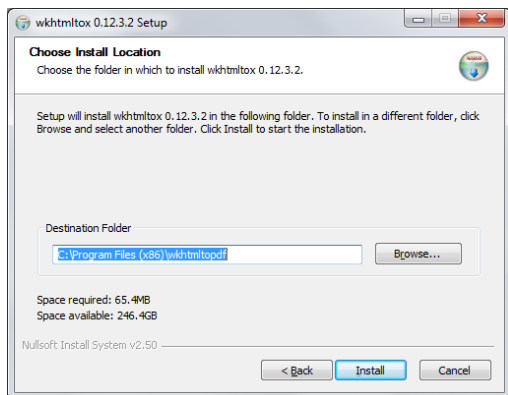 wkhtmltox 0.12.3.2 Setup
Choose Install Location
Choose the folder in which to install wkhtmltox 0.12.3.2.
Setup will install wkhtmltox 0.12.3.2 in the following folder. To install in a different folder, click
Browse and select another folder. Click Install to start the installation.
Destination Folder
C:\Program Files (x86)\wkhtmltopdf
Browse...
Space required: 65.4MB
Space available: 246.4GB
Nullsoft Install System v2.50
< Back
Install
Cancel